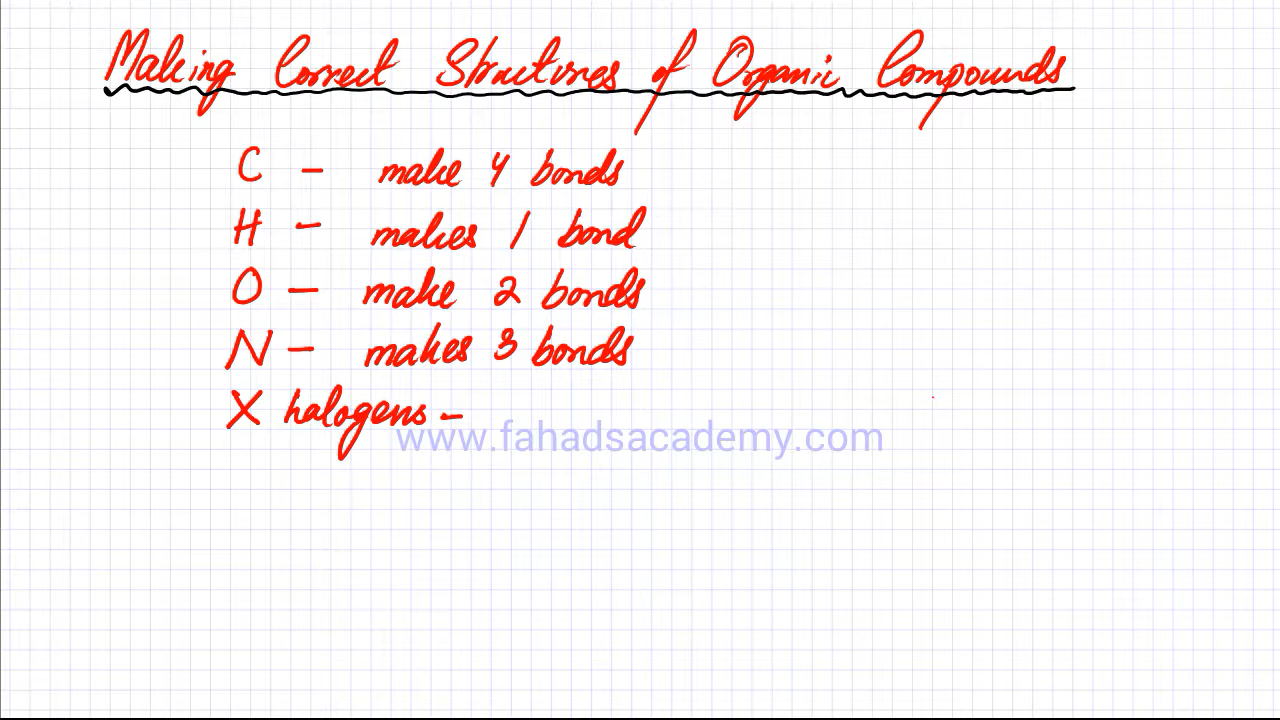 Making Correct Structures of Organic Compounds
C - make 4 bonds
H - makes 1 bond
O - make 2 bonds
N - makes 3 bonds
X halogens -
www.fahadsacademy.com